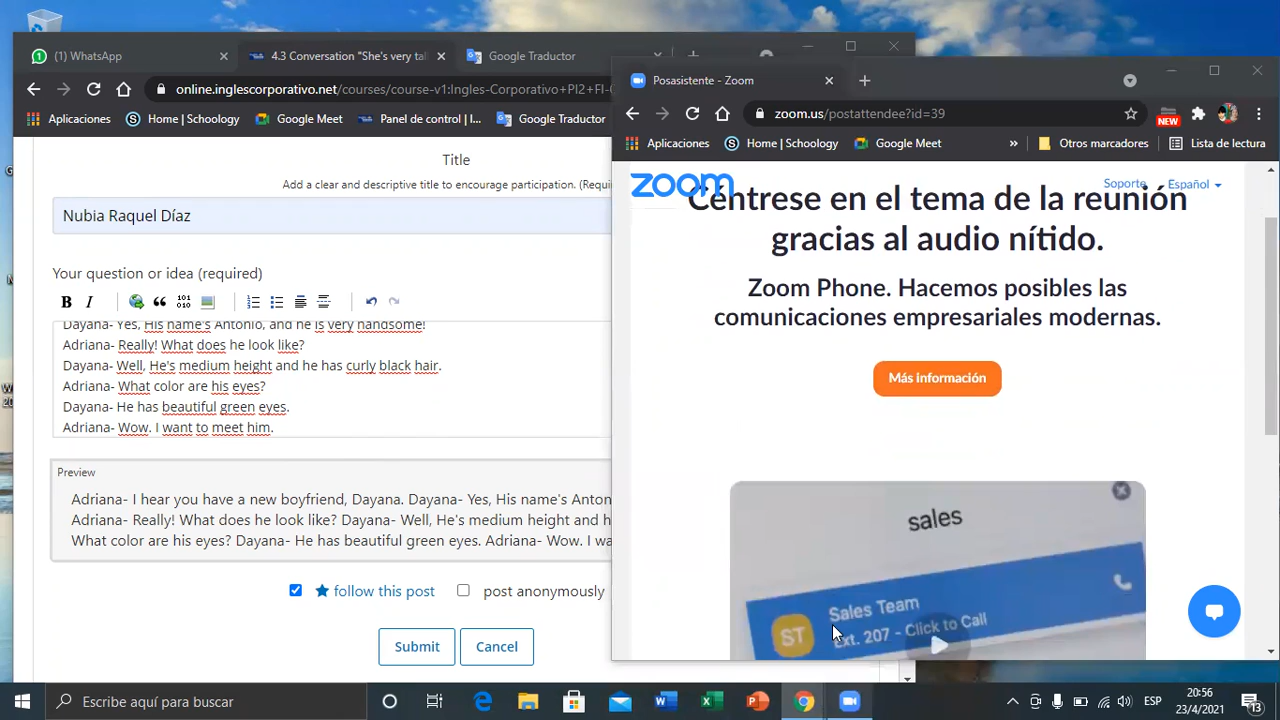 (1) WhatsApp
4.3 Conversation "She's very tal
Google Traductor
online.inglescorporativo.net/courses/course-v1:Ingles-Corporativo+PI2+FI-
Aplicaciones
Home | Schoology
Google Meet
Panel de control | I...
Google Traductor
Title
Add a clear and descriptive title to encourage participation. (Requi
Nubia Raquel Díaz
Your question or idea (required)
B I
101
010
Dayana- Yes, His name's Antonio, and he is very handsome!
Adriana- Really! What does he look like?
Dayana- Well, He's medium height and he has curly black hair.
Adriana- What color are his eyes?
Dayana- He has beautiful green eyes.
Adriana- Wow. I want to meet him.
Preview
Adriana- I hear you have a new boyfriend, Dayana. Dayana- Yes, His name's Anton
Adriana- Really! What does he look like? Dayana- Well, He's medium height and h
What color are his eyes? Dayana- He has beautiful green eyes. Adriana- Wow. I wa
follow this post
post anonymously
Submit
Cancel
Posasistente - Zoom
zoom.us/postattendee?id=39
NEW
Aplicaciones
Home | Schoology
Google Meet
»
Otros marcadores
Lista de lectura
zoom
Soporte
Español
Céntrese en el tema de la reunión
gracias al audio nítido.
Zoom Phone. Hacemos posibles las
comunicaciones empresariales modernas.
Más información
sales
ST
Sales Team
Ext. 207 - Click to Call
Escribe aquí para buscar
ESP
20:56
23/4/2021
13